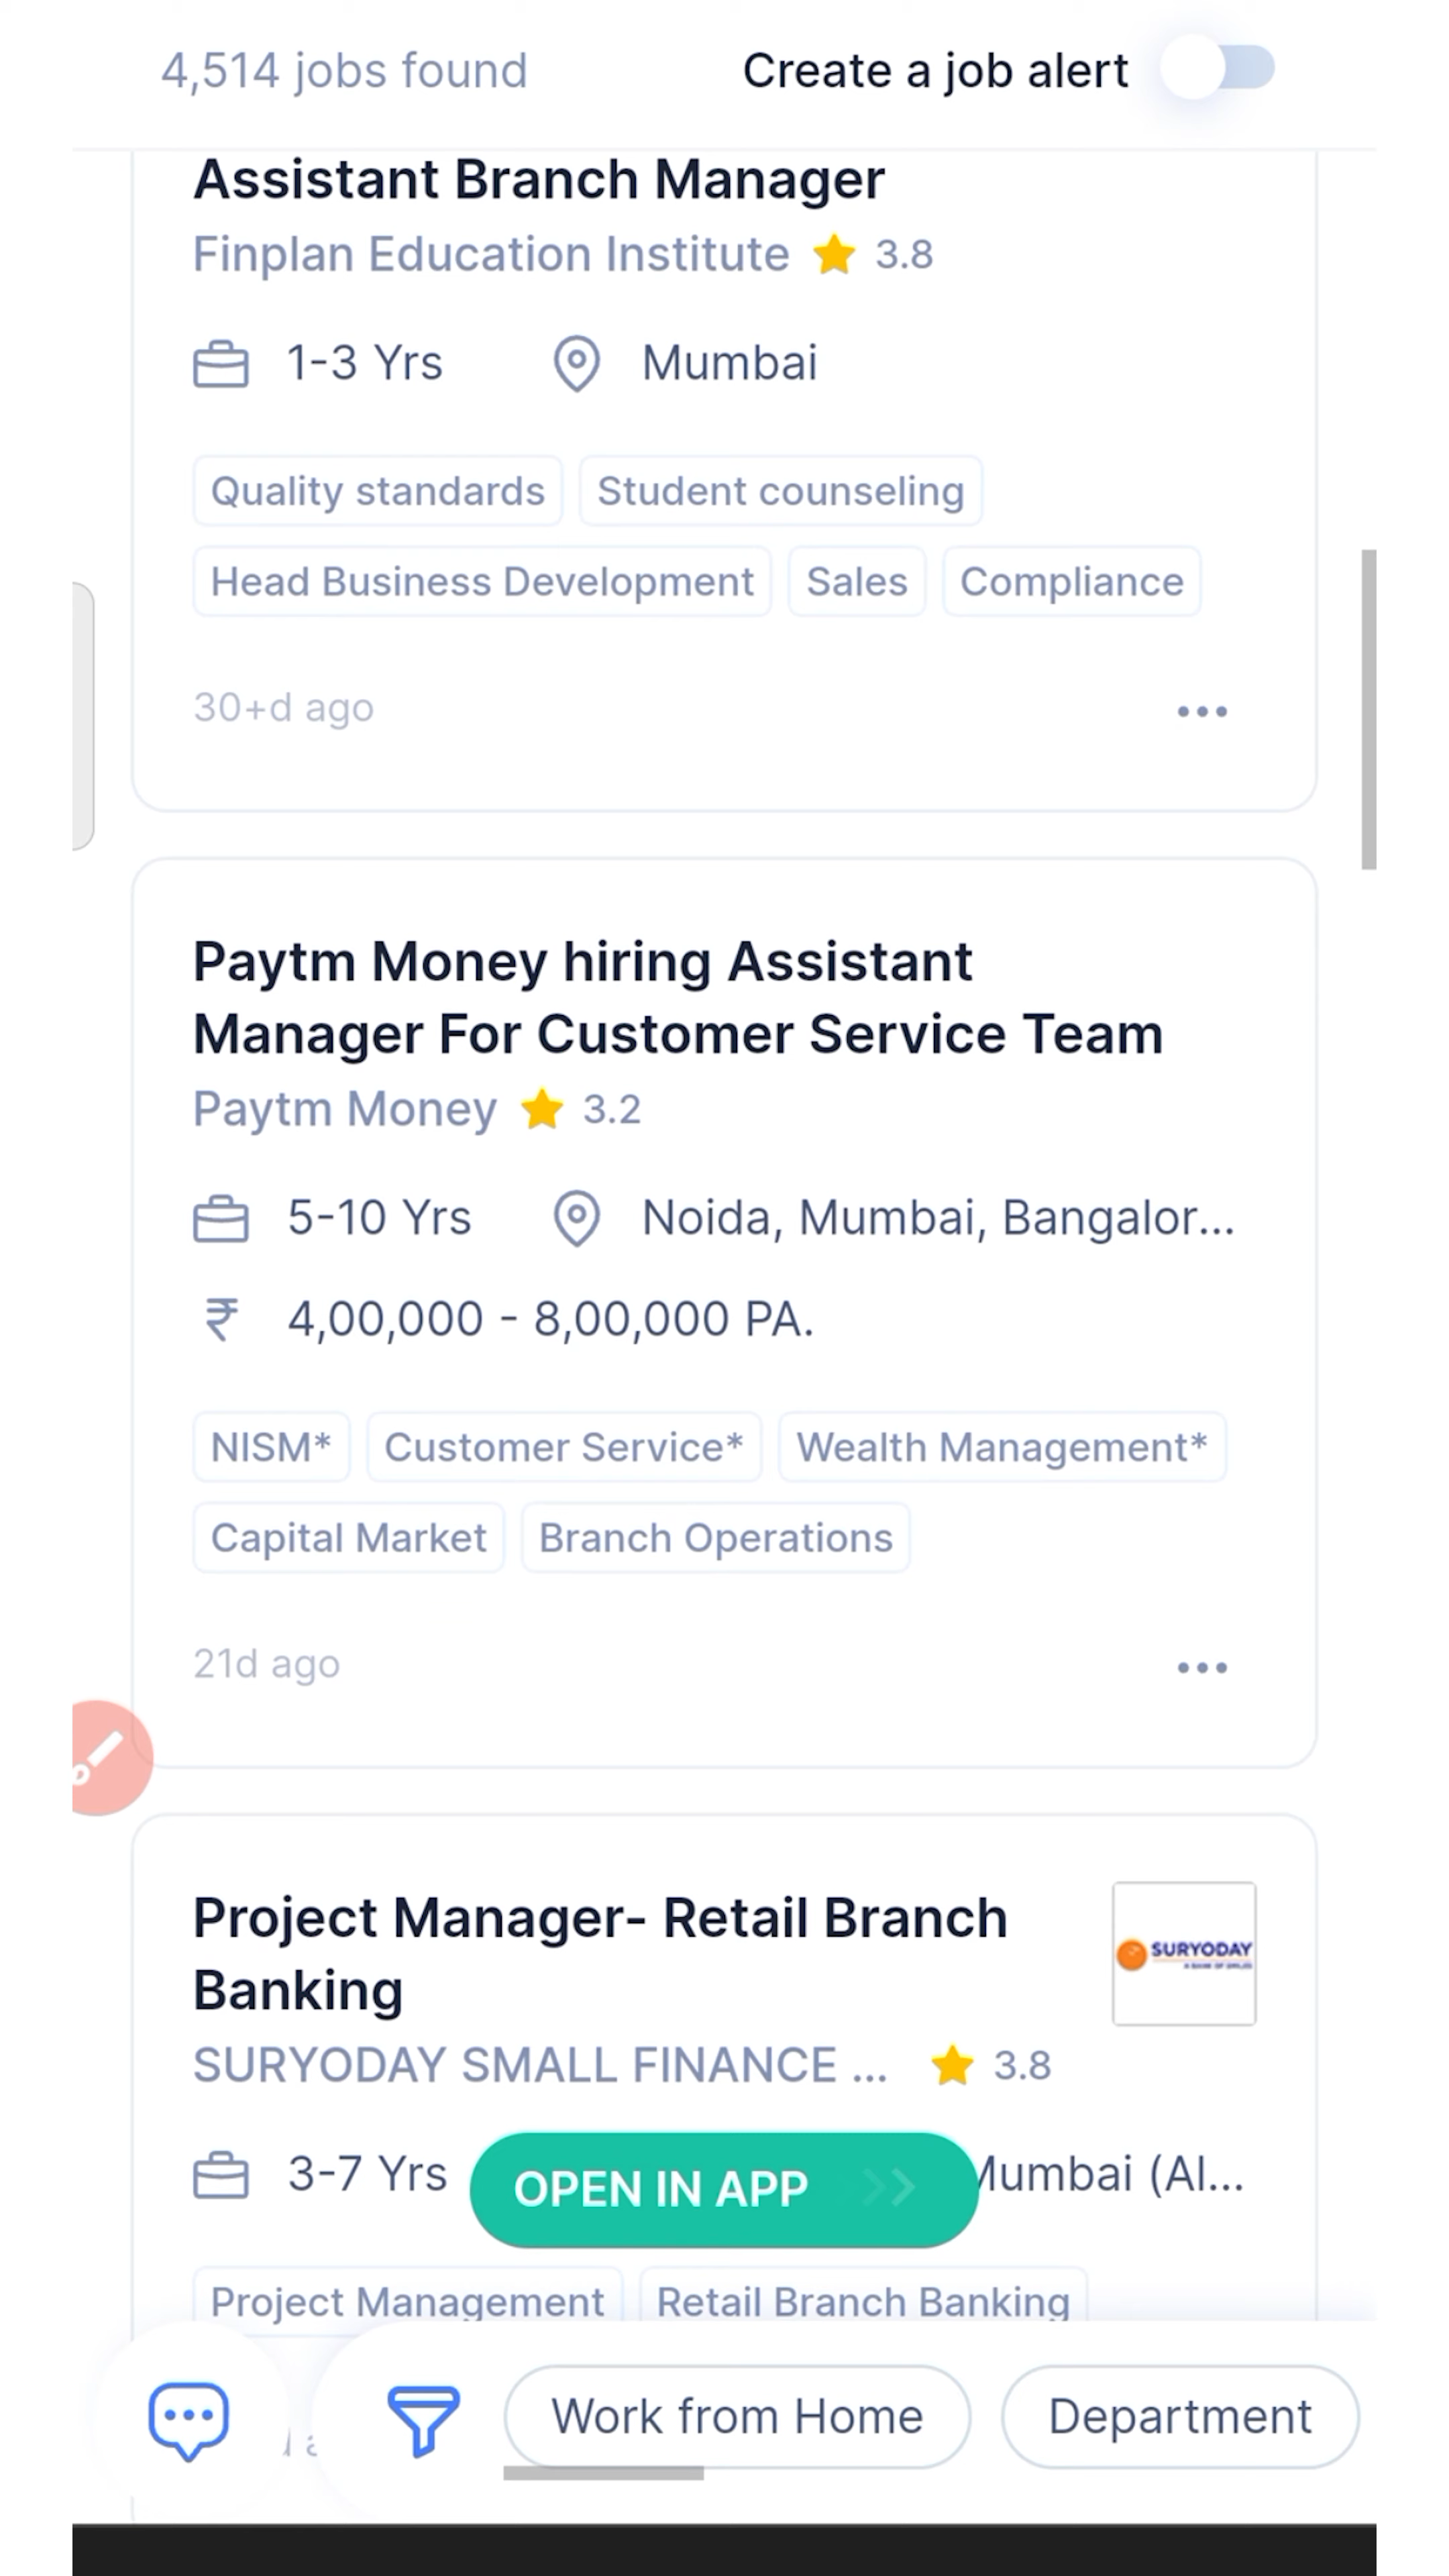 4,514 jobs found
Create a job alert
Assistant Branch Manager
Finplan Education Institute 3.8
1-3 Yrs Mumbai
Quality standards Student counseling
Head Business Development Sales Compliance
30+d ago
Paytm Money hiring Assistant
Manager For Customer Service Team
Paytm Money 3.2
5-10 Yrs Noida, Mumbai, Bangalor...
₹ 4,00,000 - 8,00,000 PA.
NISM* Customer Service* Wealth Management*
Capital Market Branch Operations
21d ago
Project Manager- Retail Branch
Banking
SURYODAY
SURYODAY SMALL FINANCE ... 3.8
3-7 Yrs
OPEN IN APP
Mumbai (Al...
Project Management Retail Branch Banking
Work from Home Department